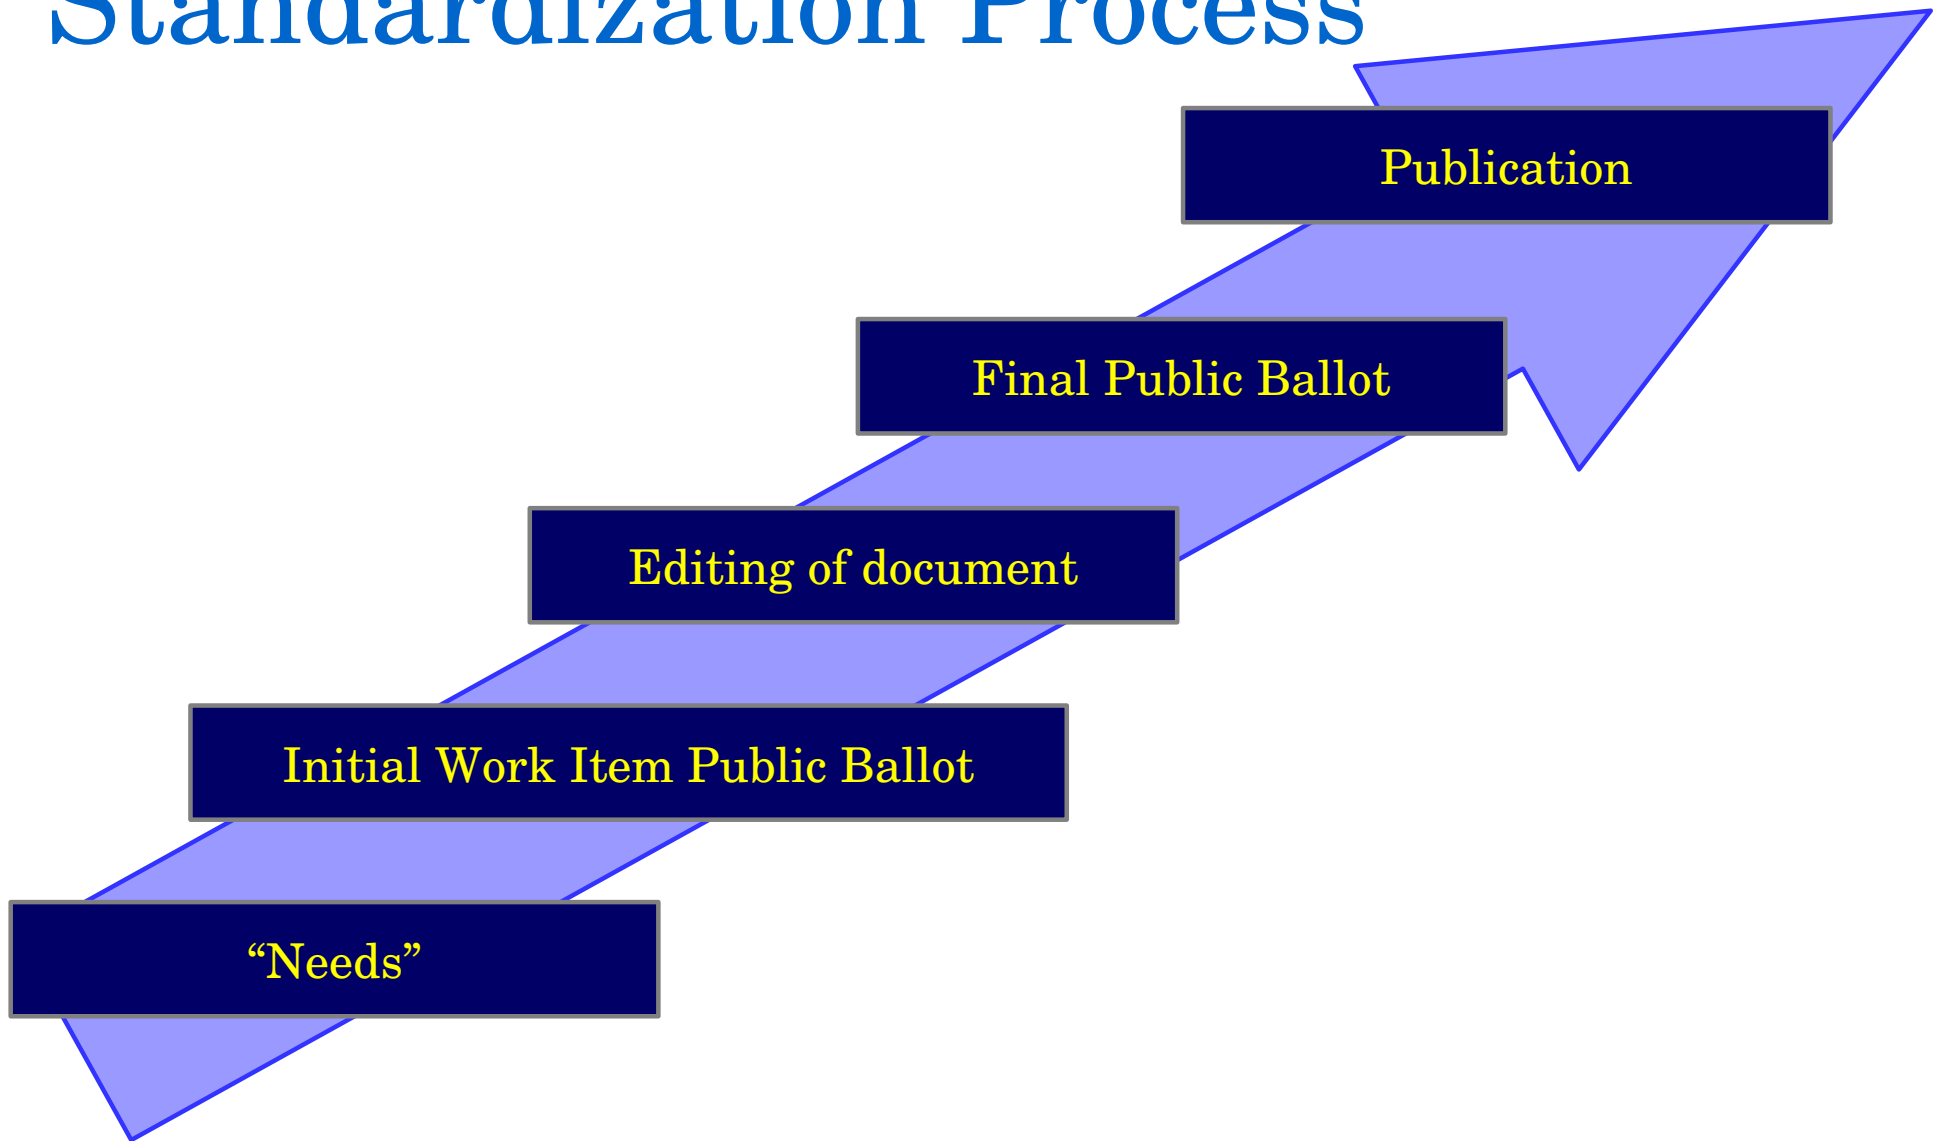 Standardization Process
Publication
Final Public Ballot
Editing of document
Initial Work Item Public Ballot
“Needs”